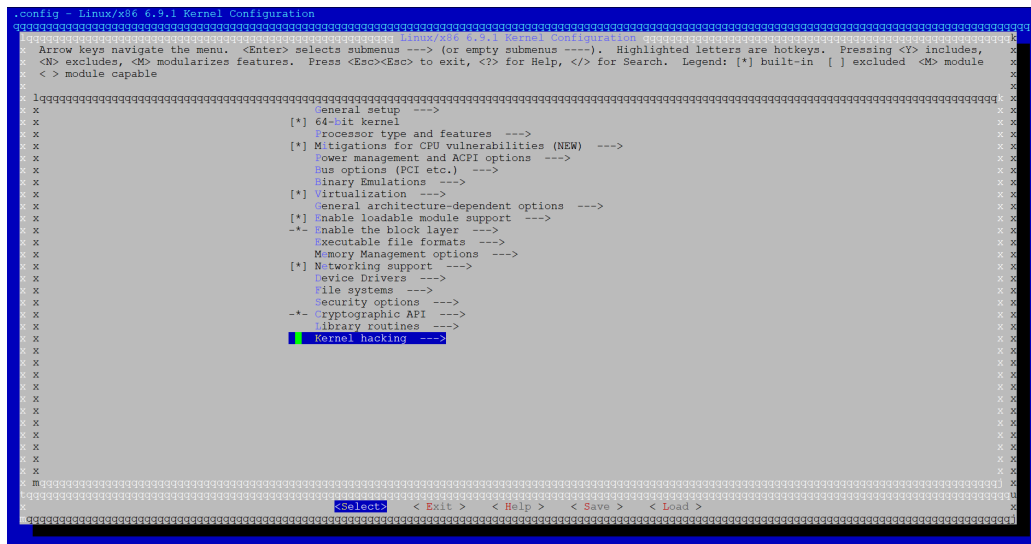 .config - Linux/x86 6.9.1 Kernel Configuration
Linux/x86 6.9.1 Kernel Configuration
Arrow keys navigate the menu. <Enter> selects submenus ---> (or empty submenus ----). Highlighted letters are hotkeys. Pressing <Y> includes,
<N> excludes, <M> modularizes features. Press <Esc><Esc> to exit, <?> for Help, </> for Search. Legend: [*] built-in [ ] excluded <M> module
< > module capable
General setup --->
[*] 64-bit kernel
Processor type and features --->
[*] Mitigations for CPU vulnerabilities (NEW) --->
Power management and ACPI options --->
Bus options (PCI etc.) --->
Binary Emulations --->
[*] Virtualization --->
General architecture-dependent options --->
[*] Enable loadable module support --->
-*- Enable the block layer --->
Executable file formats --->
Memory Management options --->
[*] Networking support --->
Device Drivers --->
File systems --->
Security options --->
-*- Cryptographic API --->
Library routines --->
Kernel hacking --->
<Select> < Exit > < Help > < Save > < Load >